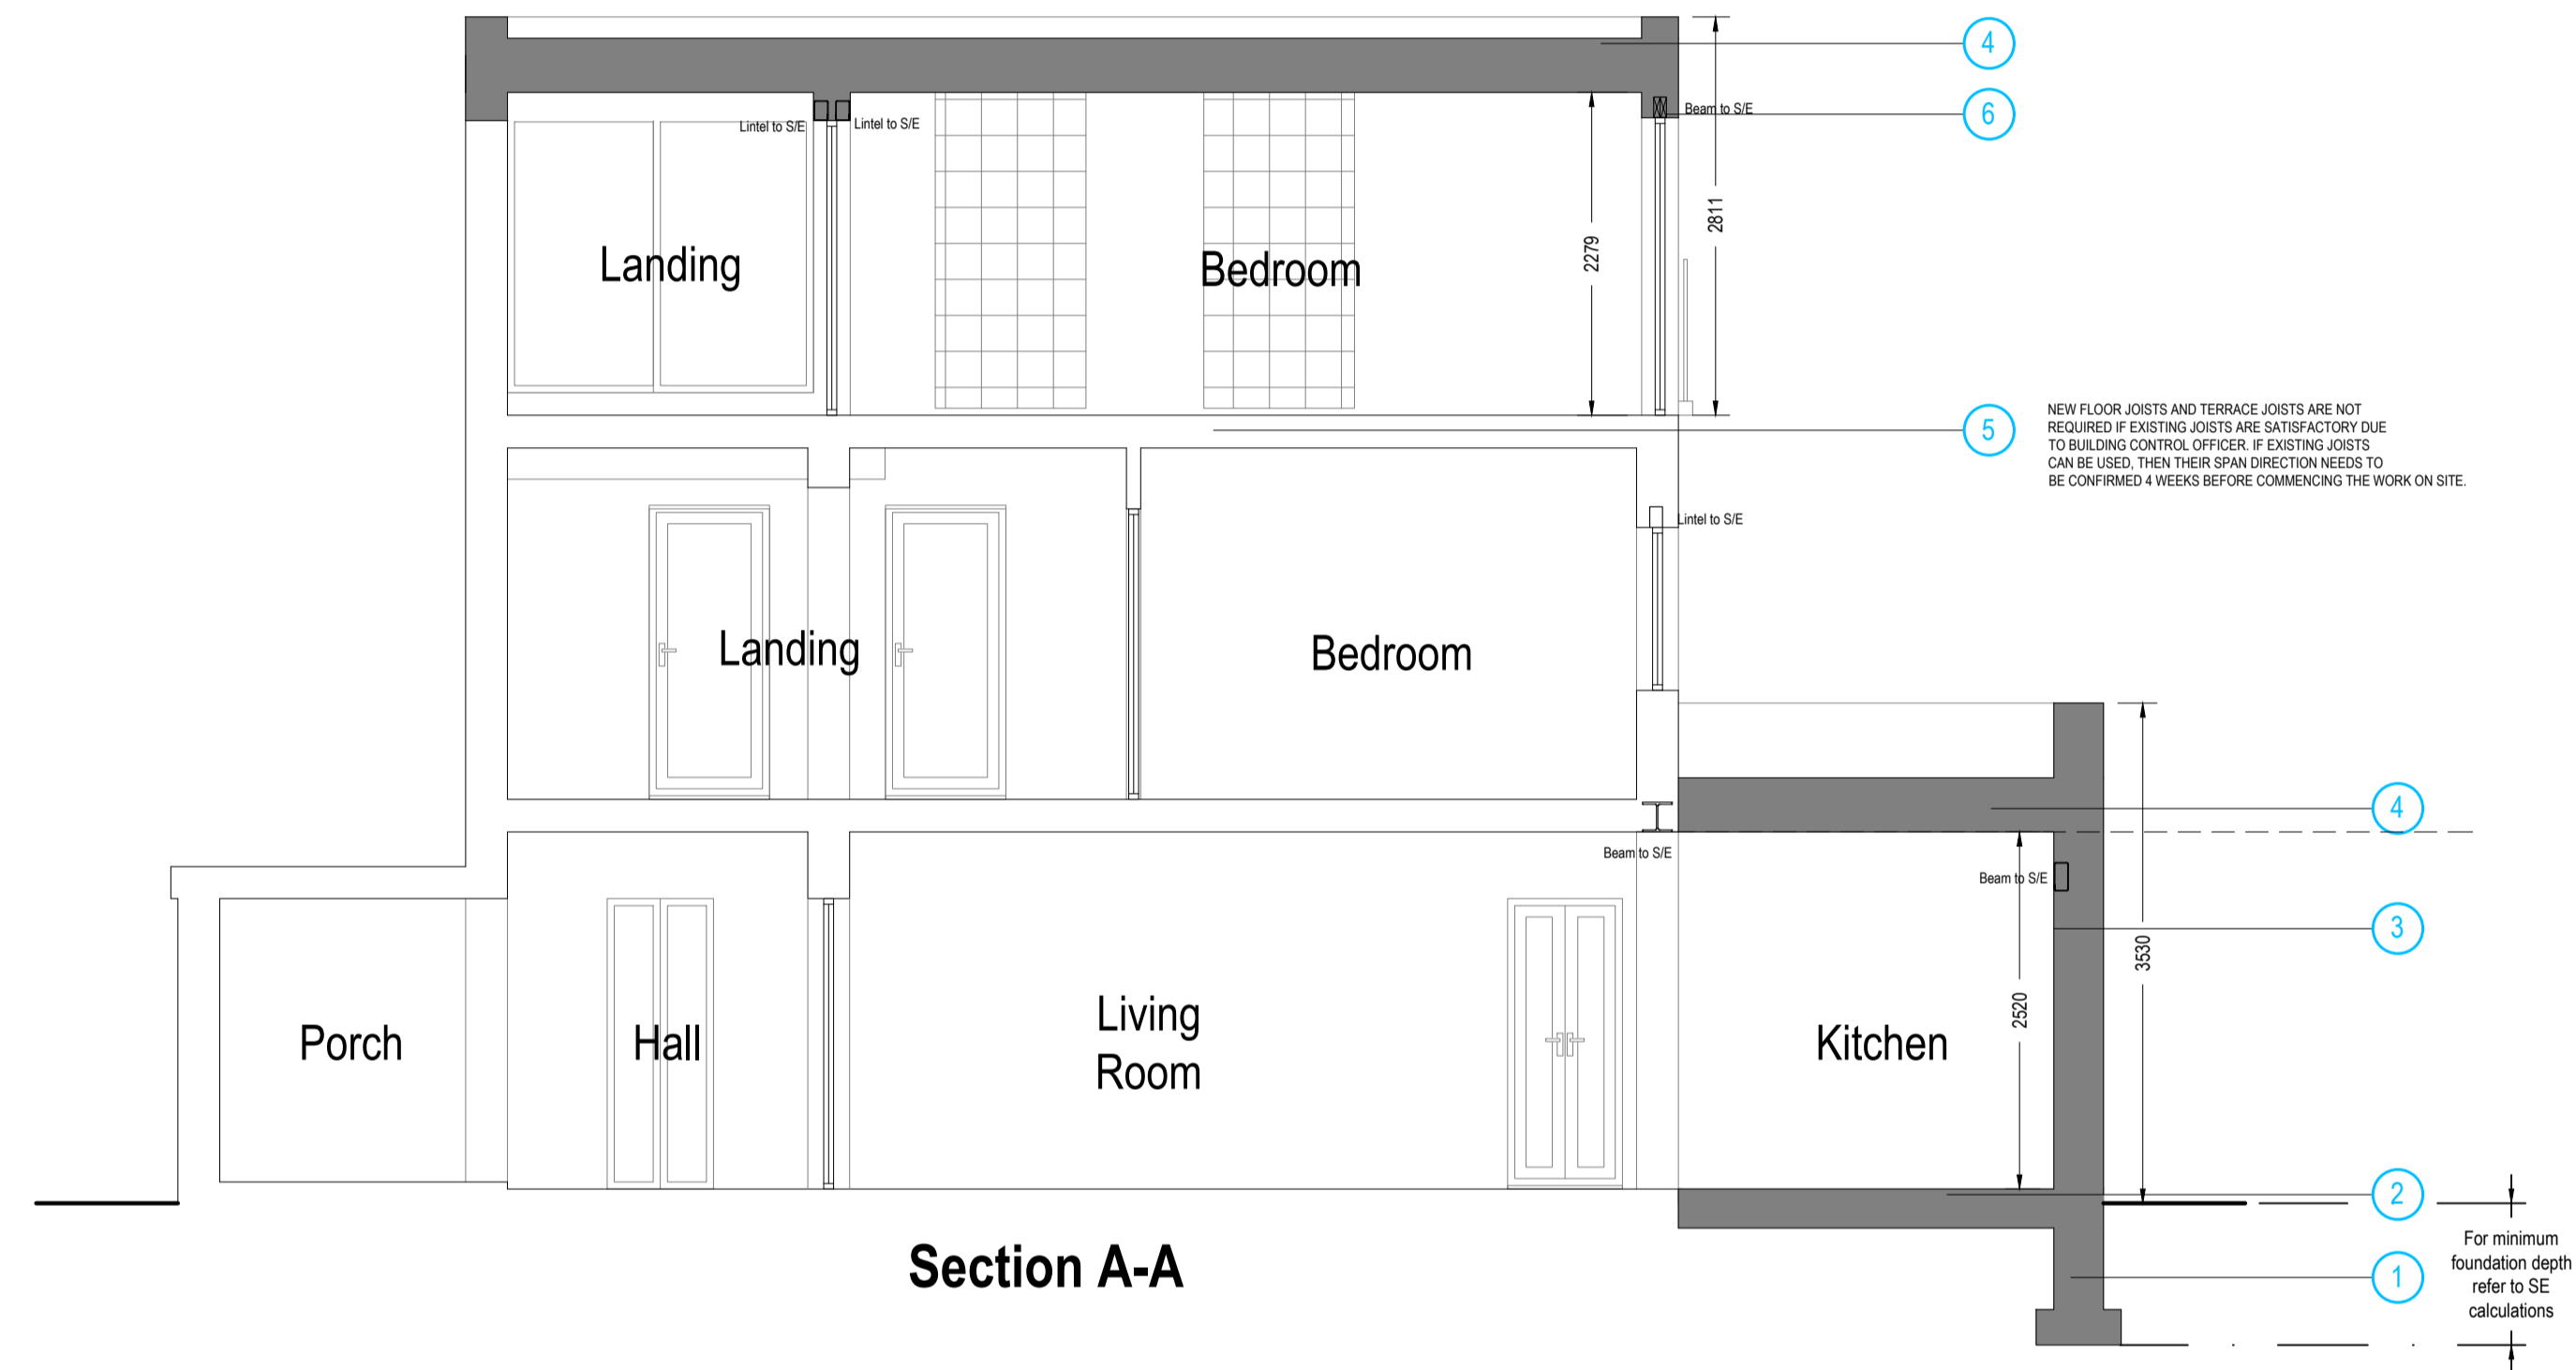 4
6
Lintel to S/E
Lintel to S/E
Beam to S/E
2811
2279
Landing
Bedroom
5
NEW FLOOR JOISTS AND TERRACE JOISTS ARE NOT
REQUIRED IF EXISTING JOISTS ARE SATISFACTORY DUE
TO BUILDING CONTROL OFFICER. IF EXISTING JOISTS
CAN BE USED, THEN THEIR SPAN DIRECTION NEEDS TO
BE CONFIRMED 4 WEEKS BEFORE COMMENCING THE WORK ON SITE.
Lintel to S/E
Landing
Bedroom
4
Beam to S/E
Beam to S/E
3
3530
2520
Porch
Hall
Living
Room
Kitchen
2
For minimum
foundation depth
refer to SE
calculations
1
Section A-A